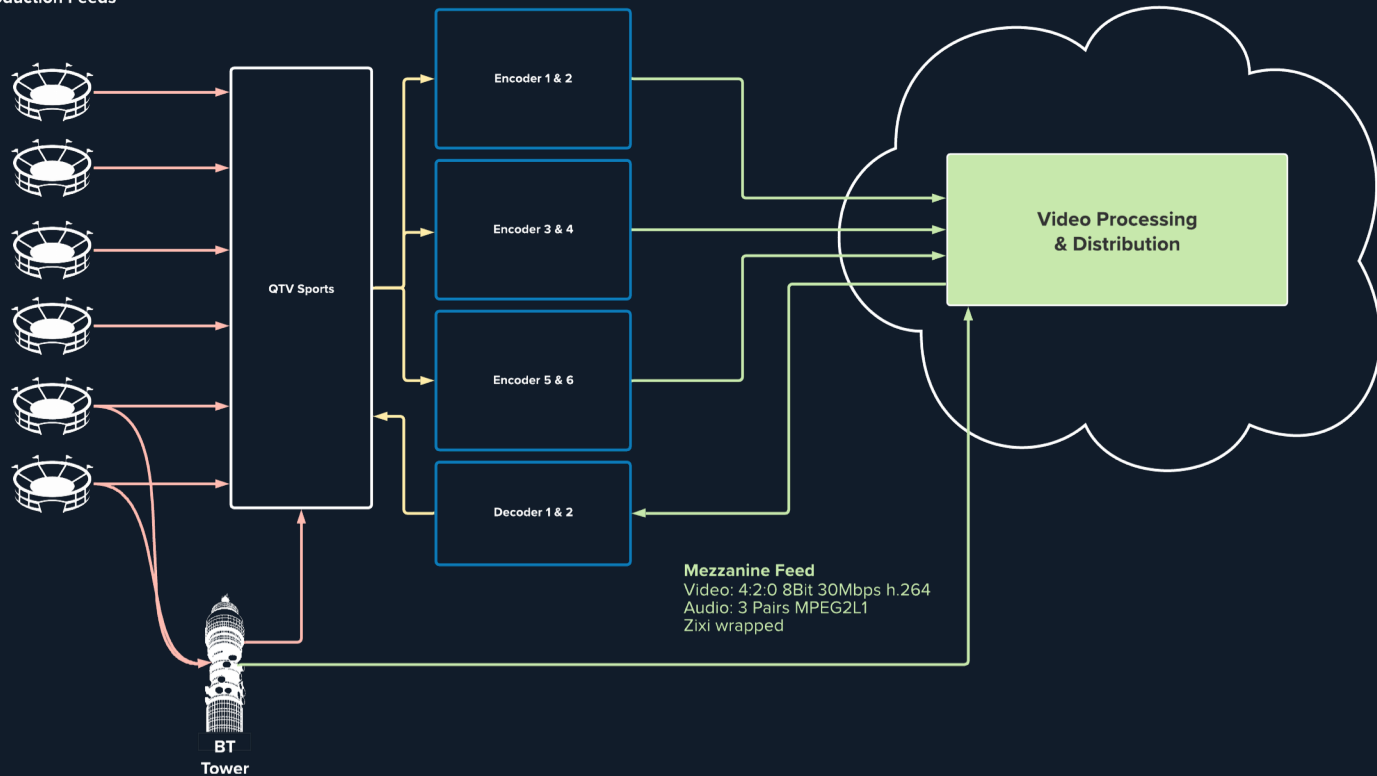 Encoder 1 & 2
Encoder 3 & 4
QTV Sports
Encoder 5 & 6
Decoder 1 & 2
Video Processing
& Distribution
Mezzanine Feed
Video: 4:2:0 8Bit 30Mbps h.264
Audio: 3 Pairs MPEG2L1
Zixi wrapped
BT
Tower